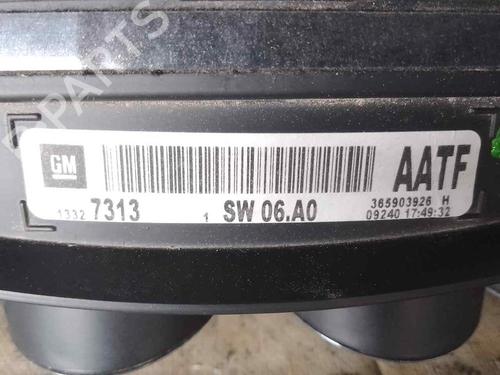 B-PARTS
GM
AATF
1332 7313 1 SW 06.A0 365903926 H
09240 17:49:32